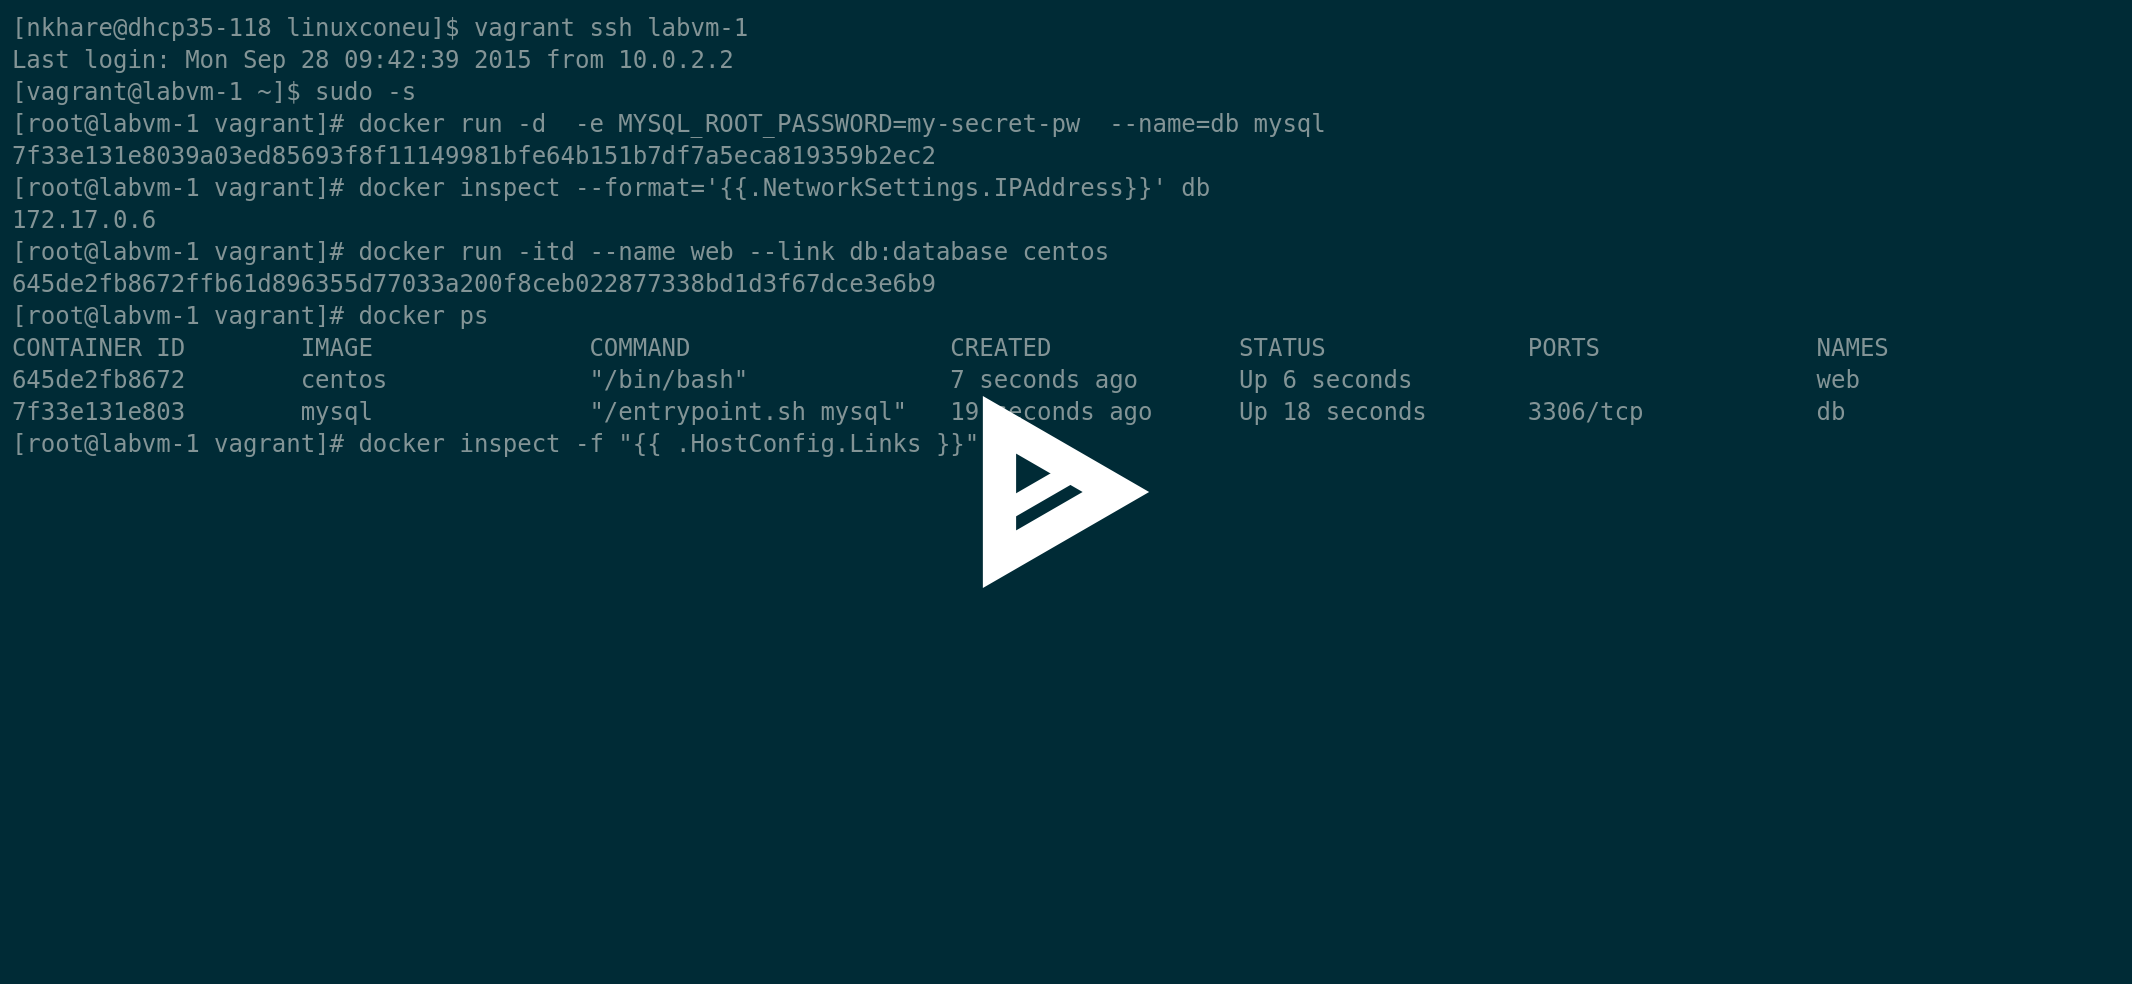 [nkhare@dhcp35-118 linuxconeu]$ vagrant ssh labvm-1
Last login: Mon Sep 28 09:42:39 2015 from 10.0.2.2
[vagrant@labvm-1 ~]$ sudo -s
[root@labvm-1 vagrant]# docker run -d  -e MYSQL_ROOT_PASSWORD=my-secret-pw  --name=db mysql
7f33e131e8039a03ed85693f8f11149981bfe64b151b7df7a5eca819359b2ec2
[root@labvm-1 vagrant]# docker inspect --format='{{.NetworkSettings.IPAddress}}' db
172.17.0.6
[root@labvm-1 vagrant]# docker run -itd --name web --link db:database centos
645de2fb8672ffb61d896355d77033a200f8ceb022877338bd1d3f67dce3e6b9
[root@labvm-1 vagrant]# docker ps
CONTAINER ID        IMAGE               COMMAND                  CREATED             STATUS              PORTS               NAMES
645de2fb8672        centos              "/bin/bash"              7 seconds ago       Up 6 seconds                            web
7f33e131e803        mysql               "/entrypoint.sh mysql"   19 seconds ago      Up 18 seconds       3306/tcp            db
[root@labvm-1 vagrant]# docker inspect -f "{{ .HostConfig.Links }}"